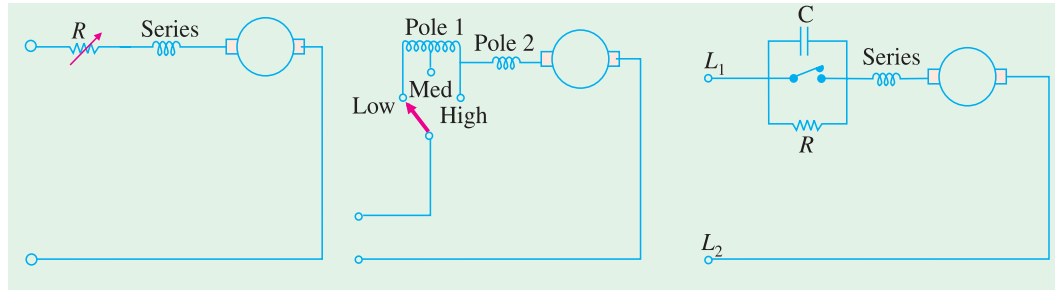 R
Series
Pole 1
Pole 2
Med
Low
High
C
L1
Series
R
L2